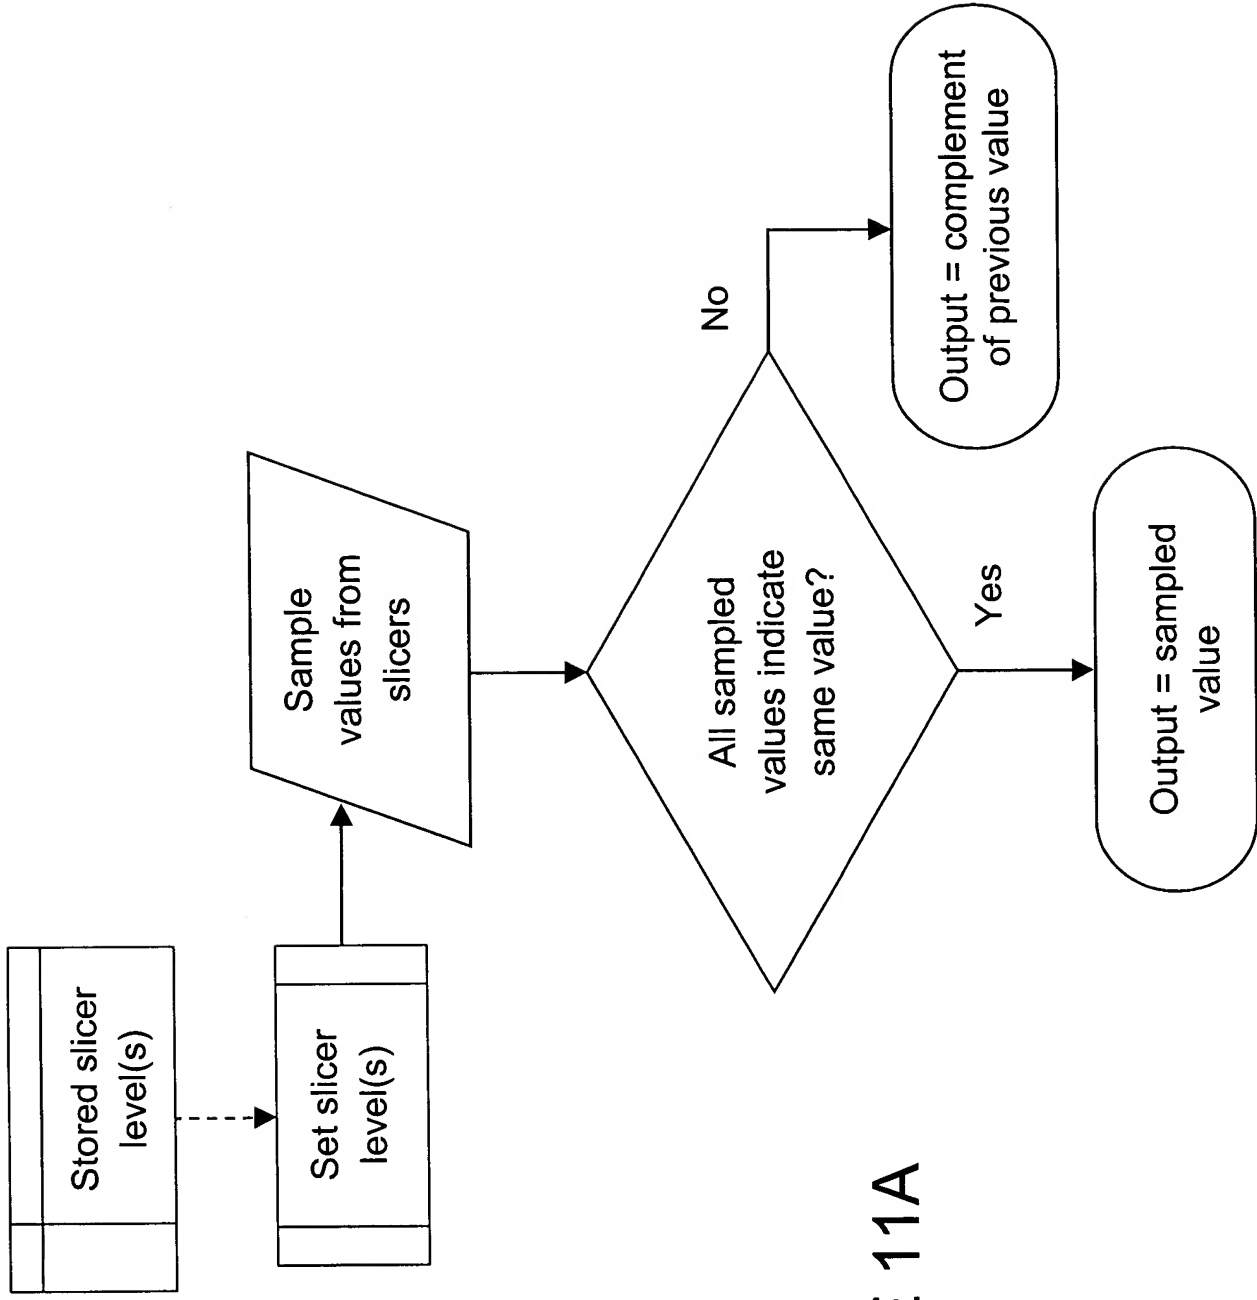 Stored slicer
level(s)
Set slicer
level(s)
Sample
values from
slicers
All sampled
values indicate
same value?
No
Output = complement
of previous value
Yes
Output = sampled
value
11A